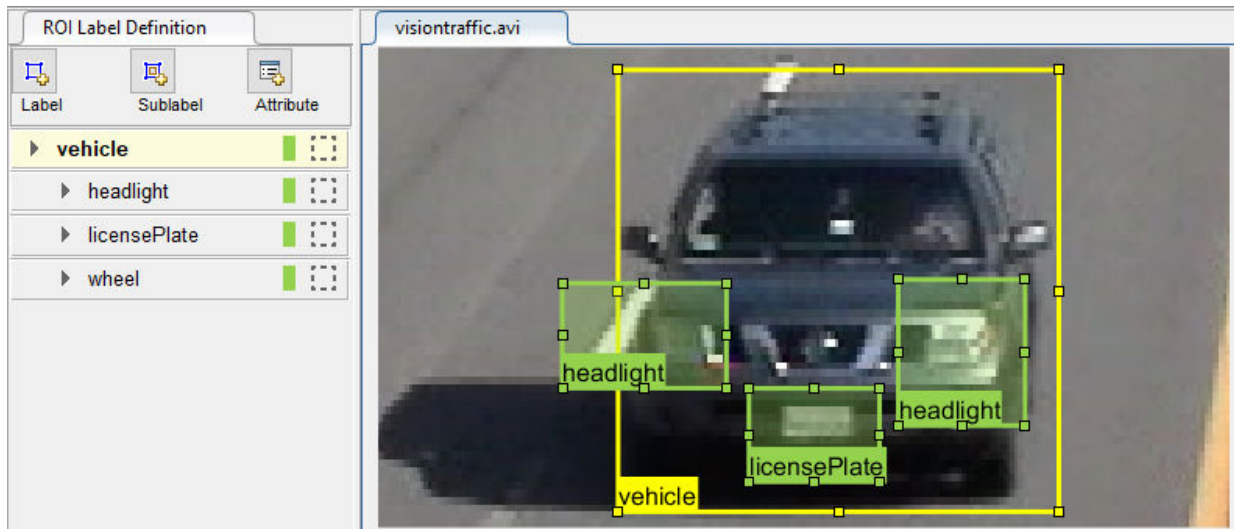 ROI Label Definition
Label
Sublabel
Attribute
vehicle
headlight
licensePlate
wheel
visiontraffic.avi
headlight
headlight
licensePlate
vehicle